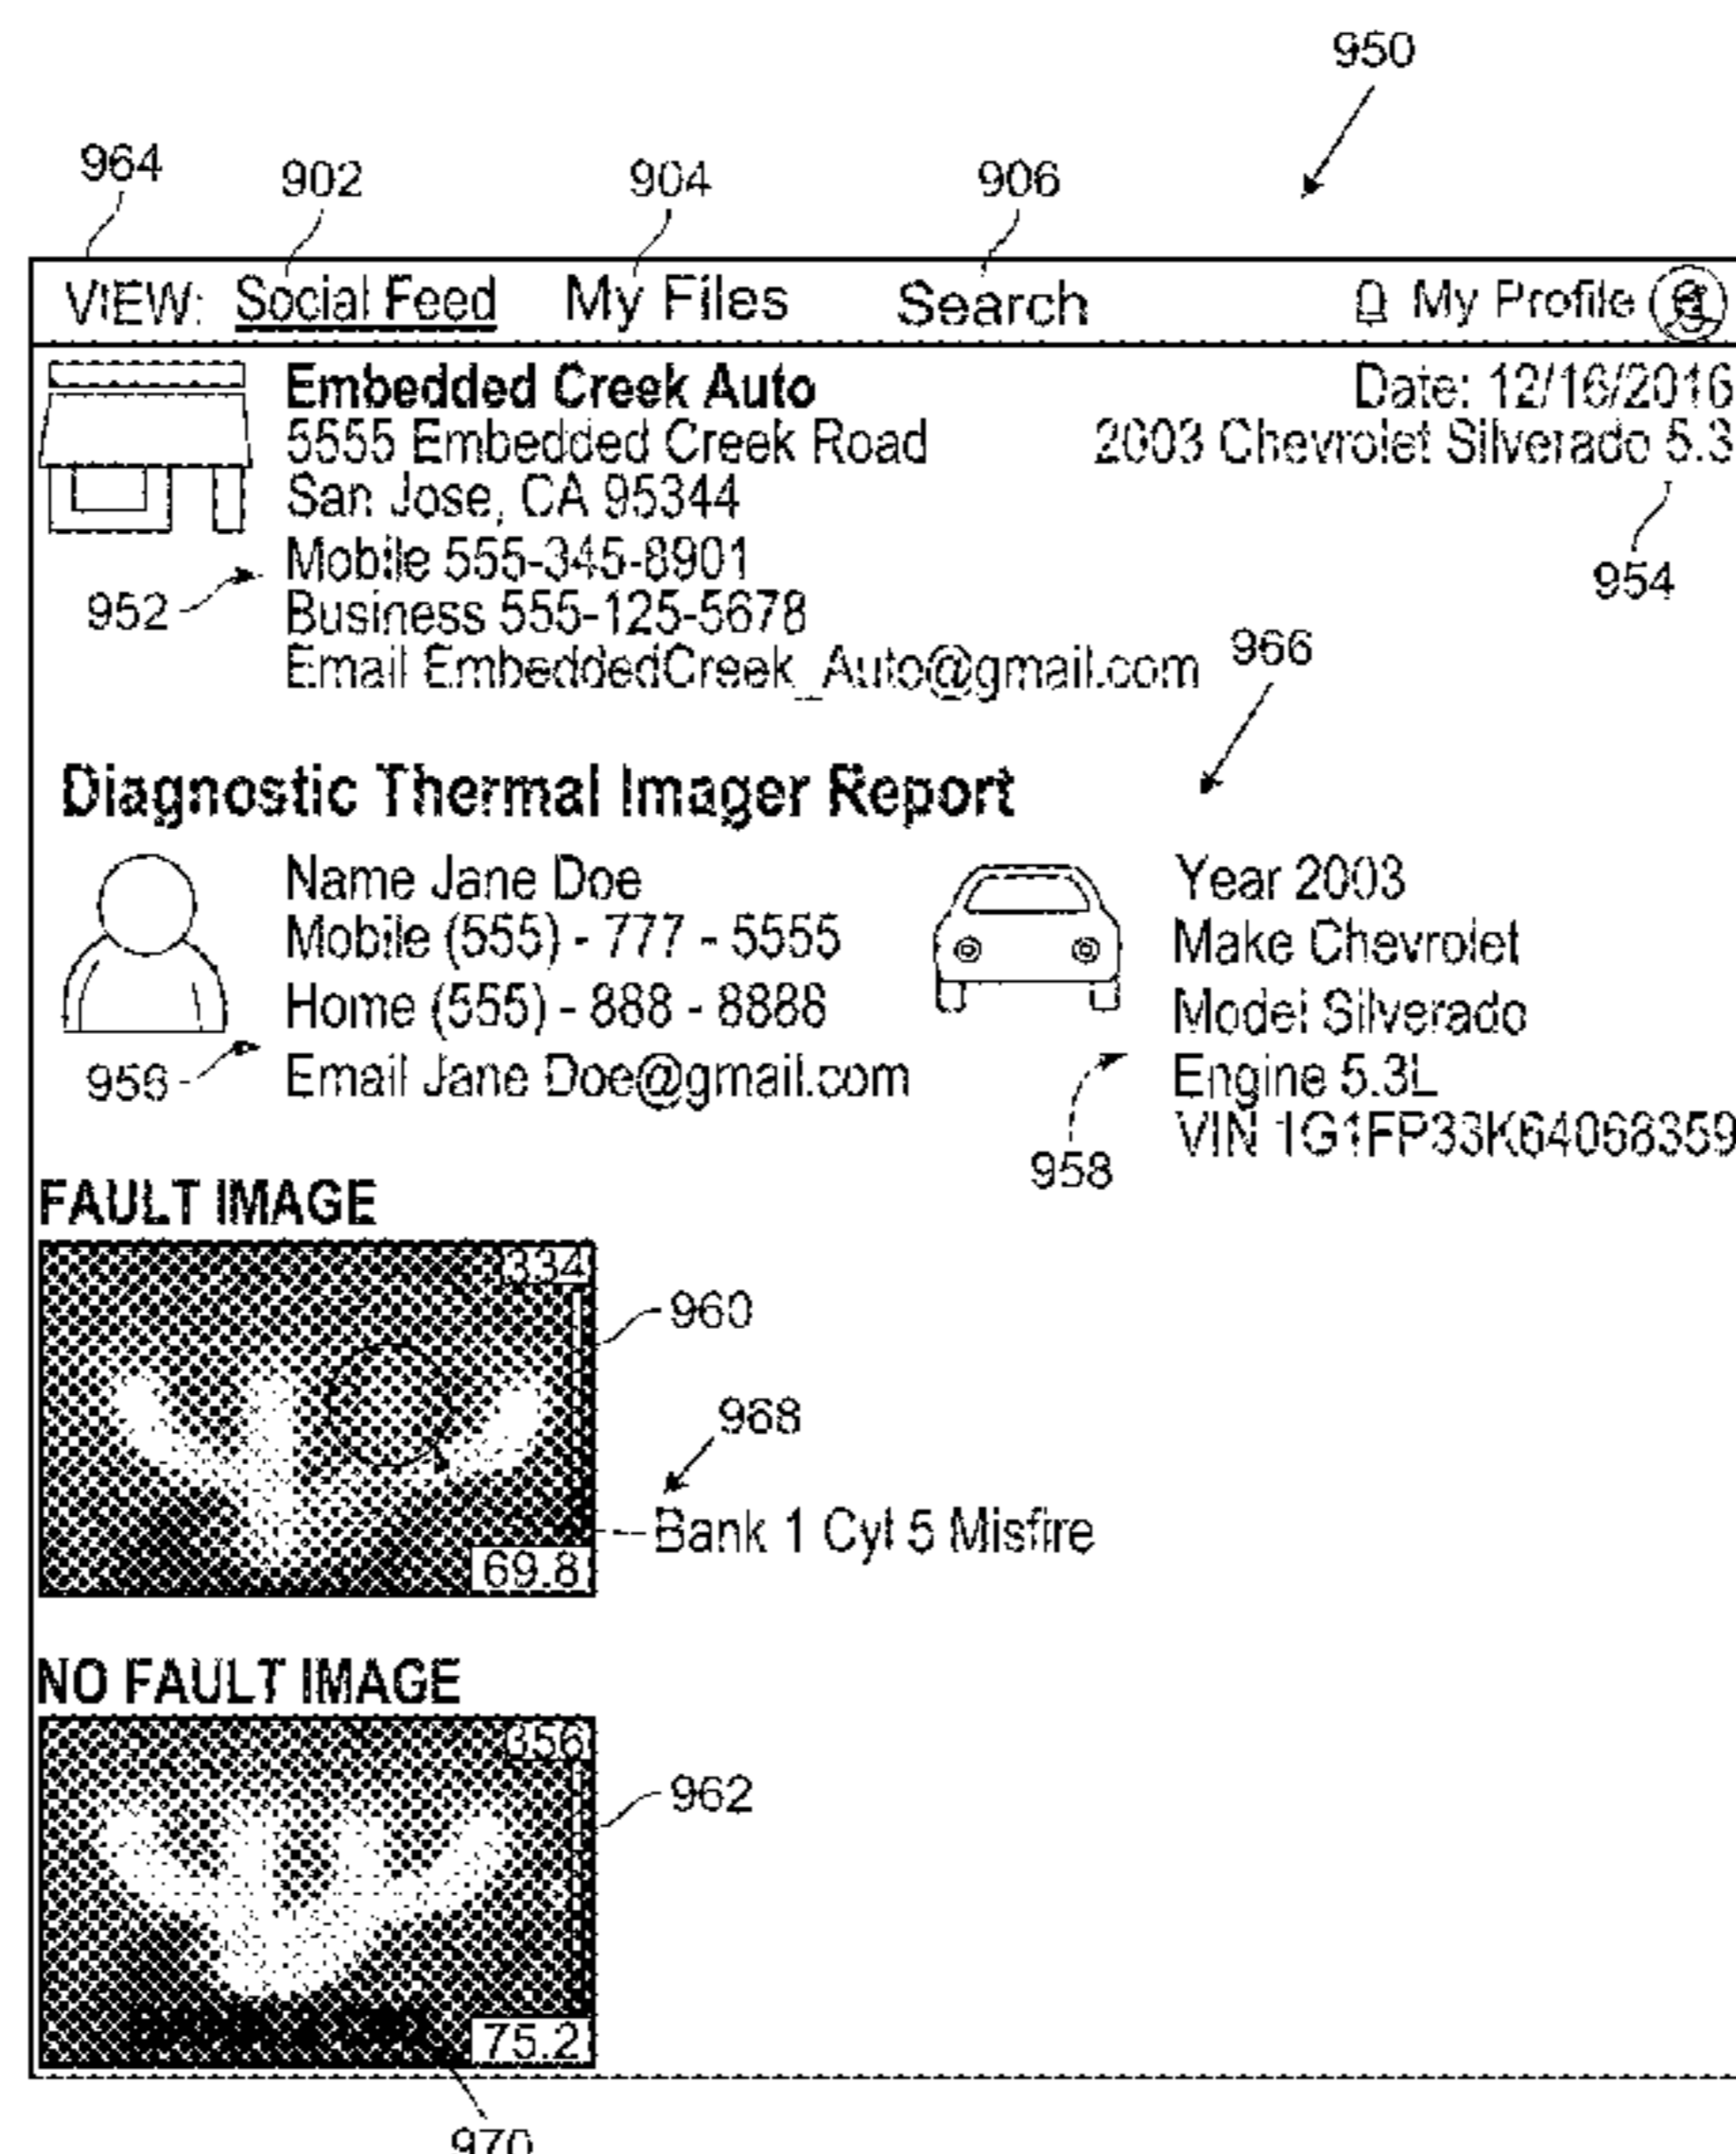 950
964 902 904 906
VIEW: Social Feed My Files Search My Profile
Embedded Creek Auto
Date: 12/16/2016
5555 Embedded Creek Road
2003 Chevrolet Silverado 5.3
San Jose, CA 95344
954
Mobile 555-345-8901
952
Business 555-125-5678
Email EmbeddedCreek_Auto@gmail.com
966
Diagnostic Thermal Imager Report
Name Jane Doe
Mobile (555) - 777 - 5555
Home (555) - 888 - 8888
Email Jane Doe@gmail.com
956
Year 2003
Make Chevrolet
Model Silverado
Engine 5.3L
VIN 1G1FP33K64068359
958
FAULT IMAGE
334
960
968
Bank 1 Cyl 5 Misfire
69.8
NO FAULT IMAGE
356
962
75.2
970